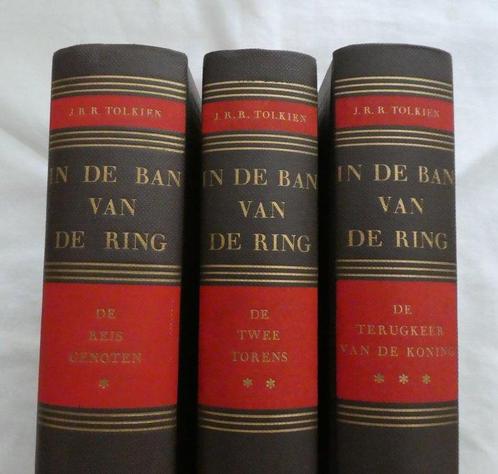 J. R. R. TOLKIEN
IN DE BAN
VAN
DE RING
DE
REIS
GENOTEN
*
J. R. R. TOLKIEN
IN DE BAN
VAN
DE RING
DE
TWEE
TORENS
* *
J. R. R. TOLKIEN
IN DE BAN
VAN
DE RING
DE
TERUGKEER
VAN DE KONING
* * *